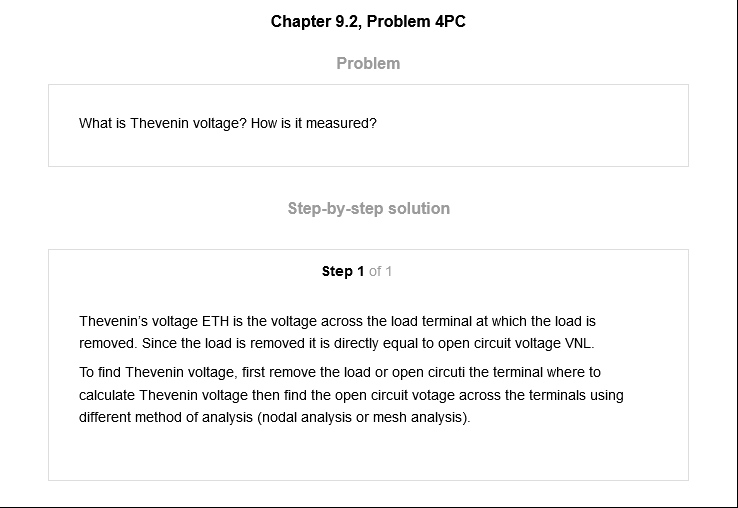 Chapter 9.2, Problem 4PC
Problem
What is Thevenin voltage? How is it measured?
Step-by-step solution
Step 1 of 1
Thevenin's voltage ETH is the voltage across the load terminal at which the load is
removed. Since the load is removed it is directly equal to open circuit voltage VNL.
To find Thevenin voltage, first remove the load or open circuti the terminal where to
calculate Thevenin voltage then find the open circuit votage across the terminals using
different method of analysis (nodal analysis or mesh analysis).